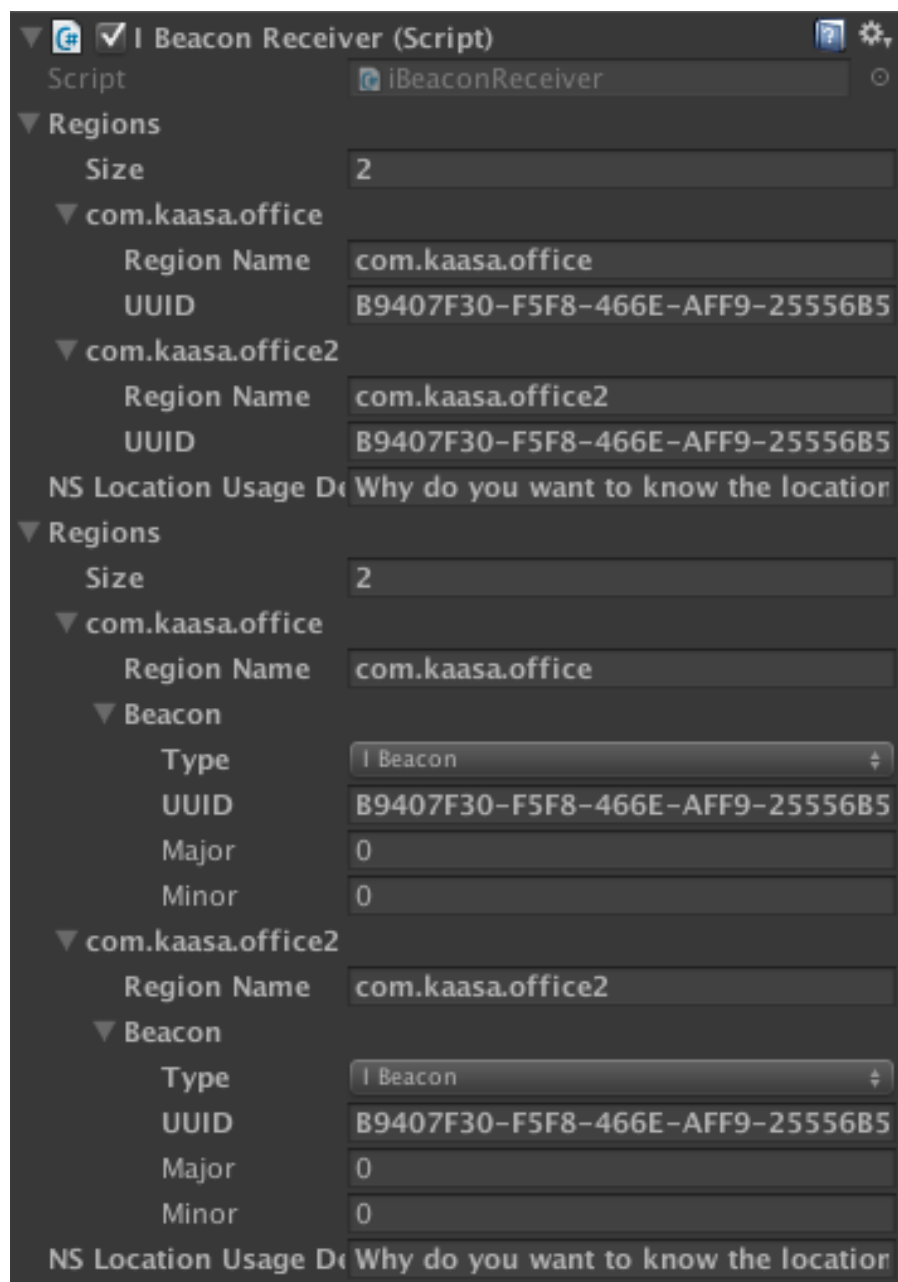 I Beacon Receiver (Script)
Script iBeaconReceiver
Regions
Size 2
com.kaasa.office
Region Name com.kaasa.office
UUID B9407F30-F5F8-466E-AFF9-25556B5
com.kaasa.office2
Region Name com.kaasa.office2
UUID B9407F30-F5F8-466E-AFF9-25556B5
NS Location Usage De Why do you want to know the location
Regions
Size 2
com.kaasa.office
Region Name com.kaasa.office
Beacon
Type I Beacon
UUID B9407F30-F5F8-466E-AFF9-25556B5
Major 0
Minor 0
com.kaasa.office2
Region Name com.kaasa.office2
Beacon
Type I Beacon
UUID B9407F30-F5F8-466E-AFF9-25556B5
Major 0
Minor 0
NS Location Usage De Why do you want to know the location